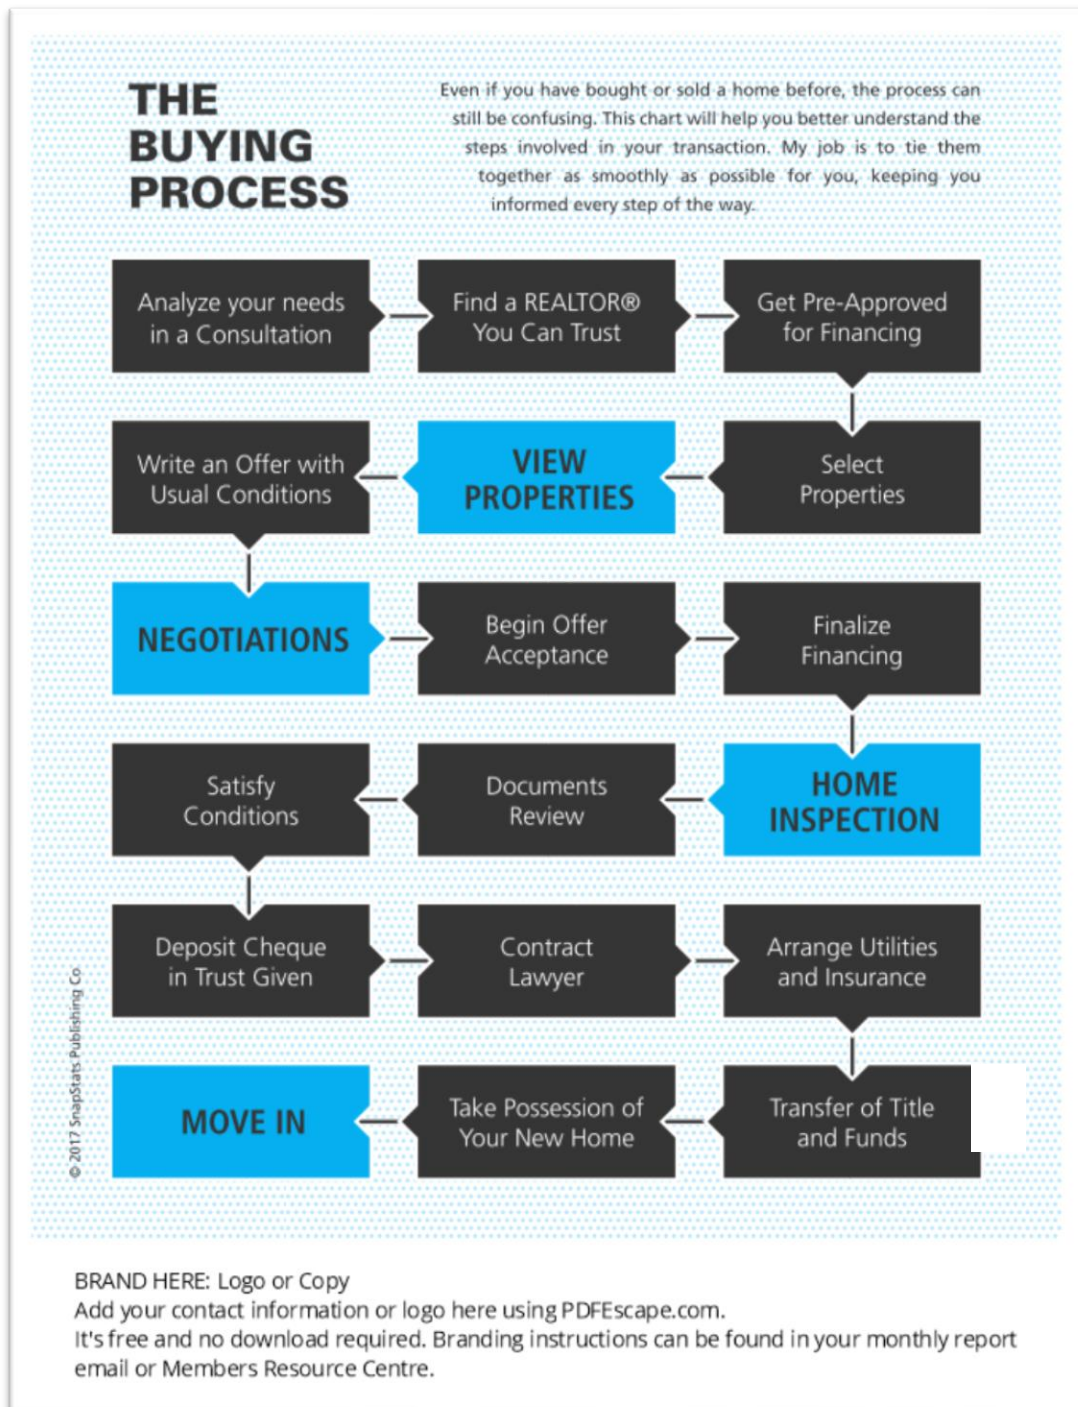 THE
BUYING
PROCESS
Even if you have bought or sold a home before, the process can
still be confusing. This chart will help you better understand the
steps involved in your transaction. My job is to tie them
together as smoothly as possible for you, keeping you
informed every step of the way.
Analyze your needs
in a Consultation
Find a REALTOR®
You Can Trust
Get Pre-Approved
for Financing
Select
Properties
VIEW
PROPERTIES
Write an Offer with
Usual Conditions
NEGOTIATIONS
Begin Offer
Acceptance
Finalize
Financing
HOME
INSPECTION
Documents
Review
Satisfy
Conditions
Deposit Cheque
in Trust Given
Contract
Lawyer
Arrange Utilities
and Insurance
Transfer of Title
and Funds
Take Possession of
Your New Home
MOVE IN
© 2017 SnapStats Publishing Co.
BRAND HERE: Logo or Copy
Add your contact information or logo here using PDFEscape.com.
It's free and no download required. Branding instructions can be found in your monthly report
email or Members Resource Centre.